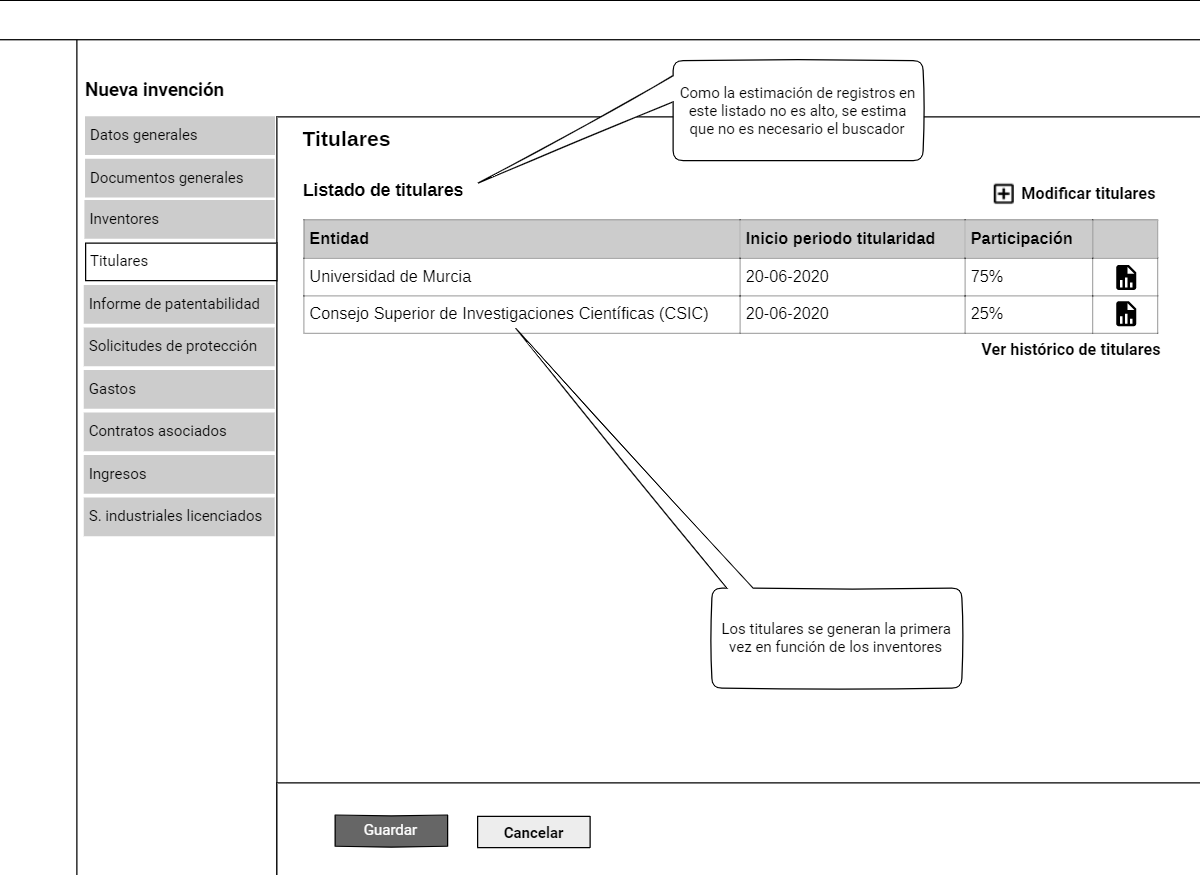 Nueva invención
Datos generales
Documentos generales
Inventores
Titulares
Informe de patentabilidad
Solicitudes de protección
Gastos
Contratos asociados
Ingresos
S. industriales licenciados
Como la estimación de registros en
este listado no es alto, se estima
que no es necesario el buscador
Titulares
Listado de titulares
Modificar titulares
Entidad Inicio periodo titularidad Participación
Universidad de Murcia 20-06-2020 75%
Consejo Superior de Investigaciones Científicas (CSIC) 20-06-2020 25%
Ver histórico de titulares
Los titulares se generan la primera
vez en función de los inventores
Guardar Cancelar